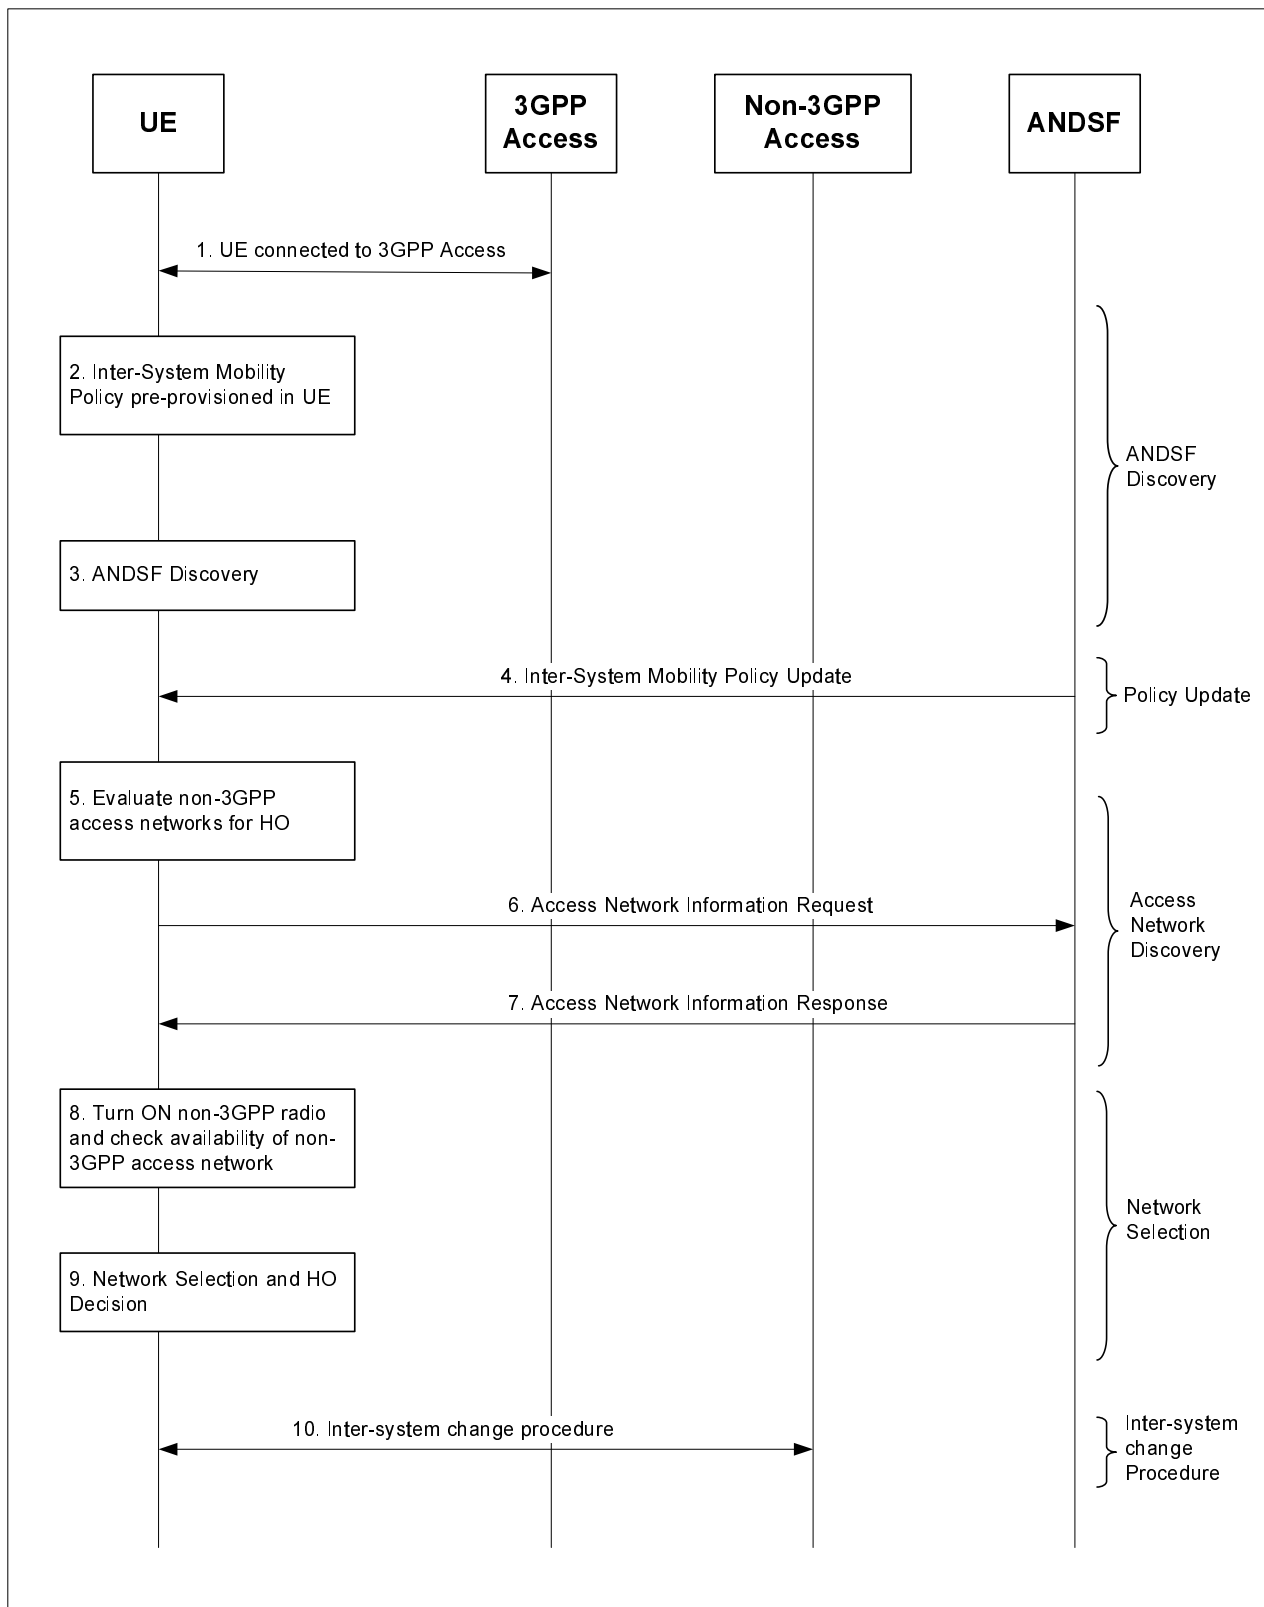 UE
3GPP
Access
Non-3GPP
Access
ANDSF
1. UE connected to 3GPP Access
2. Inter-System Mobility
Policy pre-provisioned in UE
ANDSF
Discovery
3. ANDSF Discovery
4. Inter-System Mobility Policy Update
Policy Update
5. Evaluate non-3GPP
access networks for HO
6. Access Network Information Request
Access
Network
Discovery
7. Access Network Information Response
8. Turn ON non-3GPP radio
and check availability of non-
3GPP access network
Network
Selection
9. Network Selection and HO
Decision
10. Inter-system change procedure
Inter-system
change
Procedure